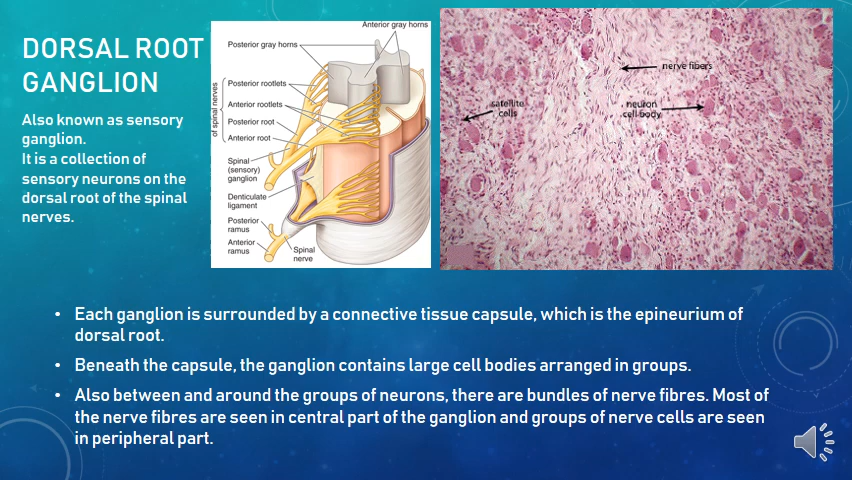 DORSAL ROOT
GANGLION
Also known as sensory
ganglion.
It is a collection of
sensory neurons on the
dorsal root of the spinal
nerves.
Anterior gray horns
Posterior gray horns
of spinal nerves
Posterior rootlets
Anterior rootlets
Posterior root
Anterior root
Spinal
(sensory)
ganglion
Denticulate
ligament
Posterior
ramus
Anterior
ramus
Spinal
nerve
nerve fibers
satellite
cells
neuron
cell body
• Each ganglion is surrounded by a connective tissue capsule, which is the epineurium of
dorsal root.
• Beneath the capsule, the ganglion contains large cell bodies arranged in groups.
• Also between and around the groups of neurons, there are bundles of nerve fibres. Most of
the nerve fibres are seen in central part of the ganglion and groups of nerve cells are seen
in peripheral part.